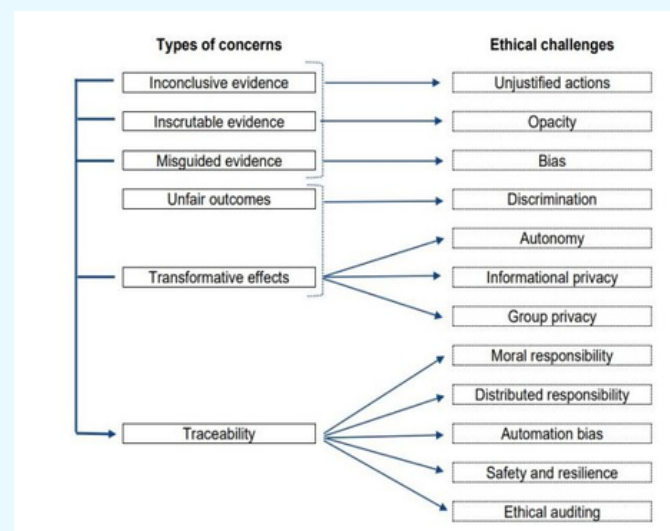 Types of concerns
Ethical challenges
Inconclusive evidence
Unjustified actions
Inscrutable evidence
Opacity
Misguided evidence
Bias
Unfair outcomes
Discrimination
Autonomy
Transformative effects
Informational privacy
Group privacy
Moral responsibility
Distributed responsibility
Traceability
Automation bias
Safety and resilience
Ethical auditing